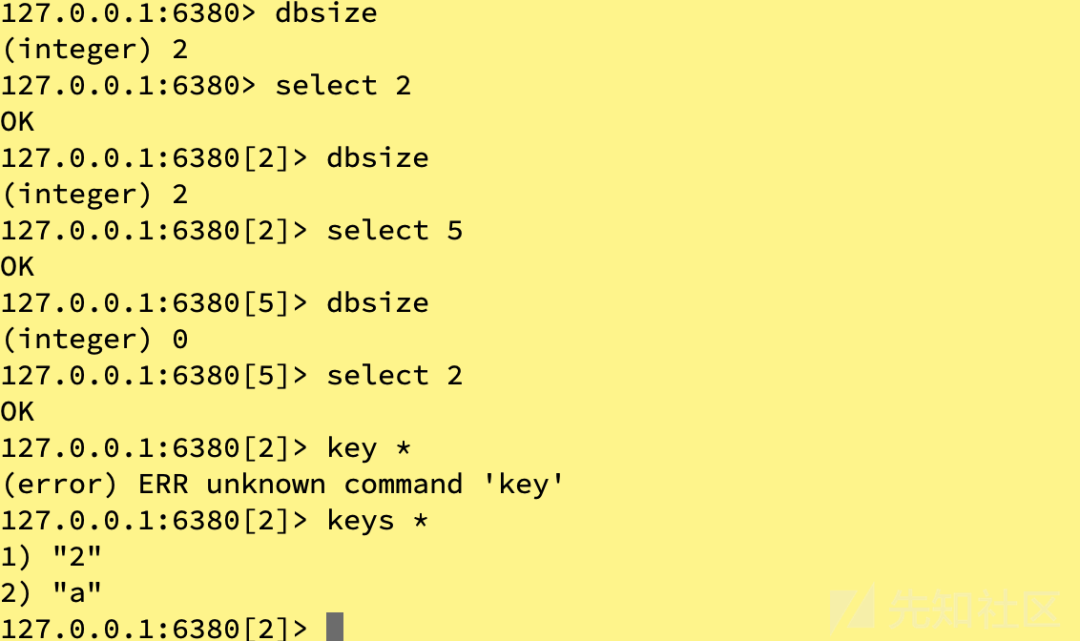 127.0.0.1:6380> dbsize
(integer) 2
127.0.0.1:6380> select 2
OK
127.0.0.1:6380[2]> dbsize
(integer) 2
127.0.0.1:6380[2]> select 5
OK
127.0.0.1:6380[5]> dbsize
(integer) 0
127.0.0.1:6380[5]> select 2
OK
127.0.0.1:6380[2]> key *
(error) ERR unknown command 'key'
127.0.0.1:6380[2]> keys *
1) "2"
2) "a"
127.0.0.1:6380[2]>
先知社区